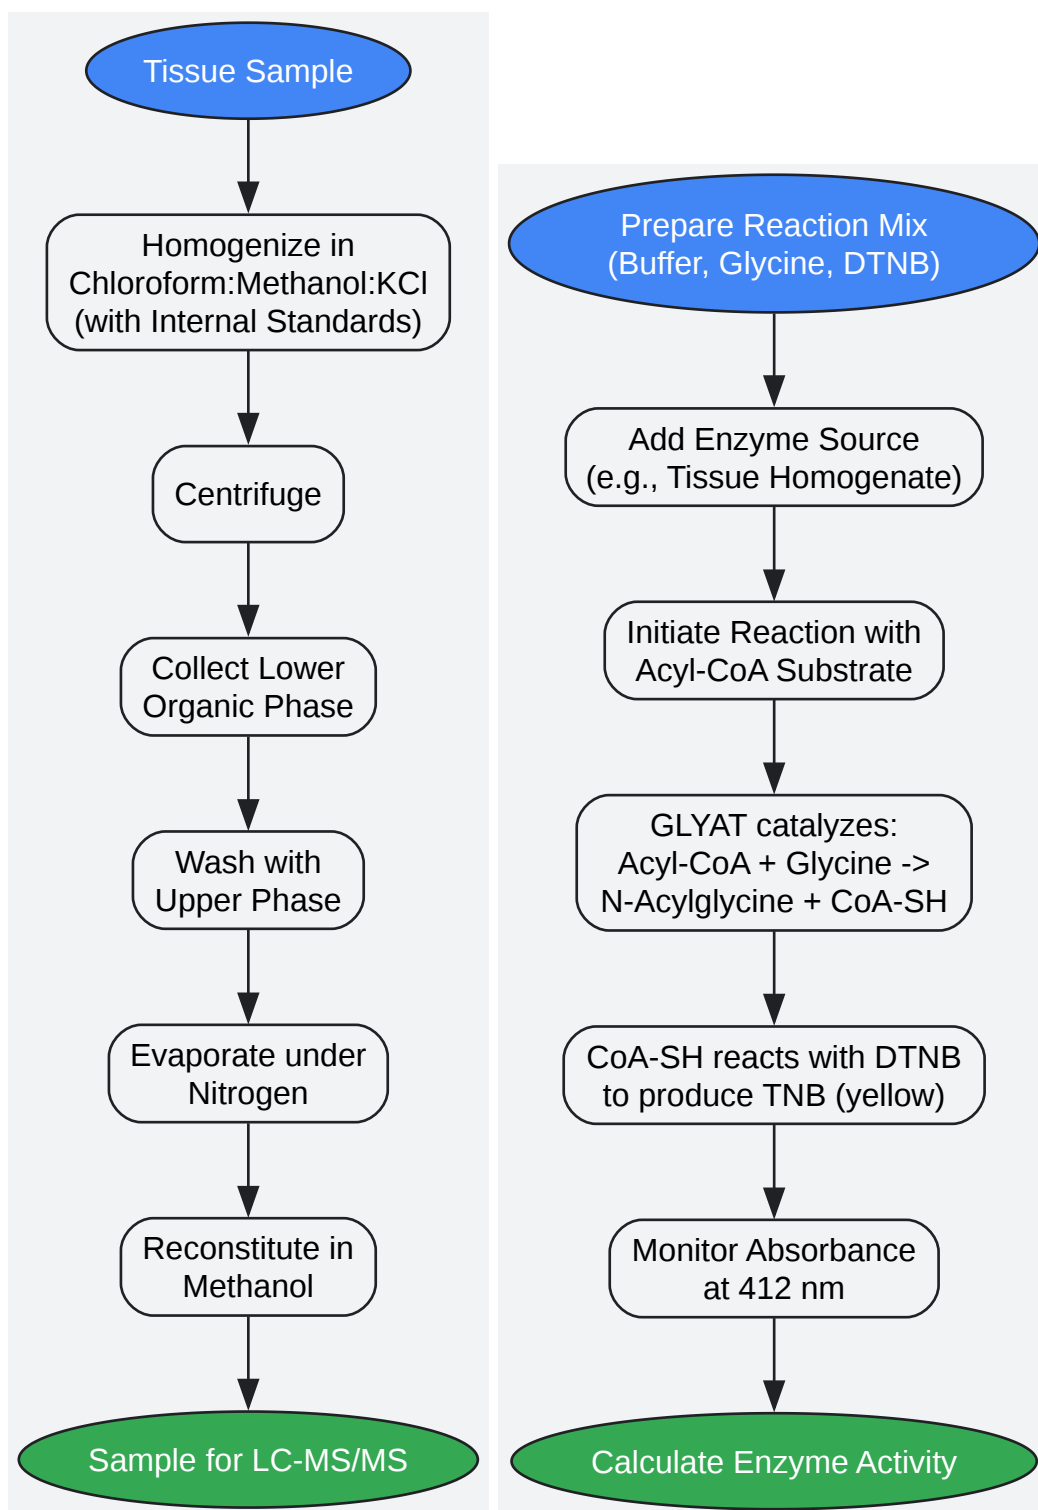 Tissue Sample
Homogenize in
Chloroform:Methanol:KCl
(with Internal Standards)
Centrifuge
Collect Lower
Organic Phase
Wash with
Upper Phase
Evaporate under
Nitrogen
Reconstitute in
Methanol
Sample for LC-MS/MS
Prepare Reaction Mix
(Buffer, Glycine, DTNB)
Add Enzyme Source
(e.g., Tissue Homogenate)
Initiate Reaction with
Acyl-CoA Substrate
GLYAT catalyzes:
Acyl-CoA + Glycine ->
N-Acylglycine + CoA-SH
CoA-SH reacts with DTNB
to produce TNB (yellow)
Monitor Absorbance
at 412 nm
Calculate Enzyme Activity